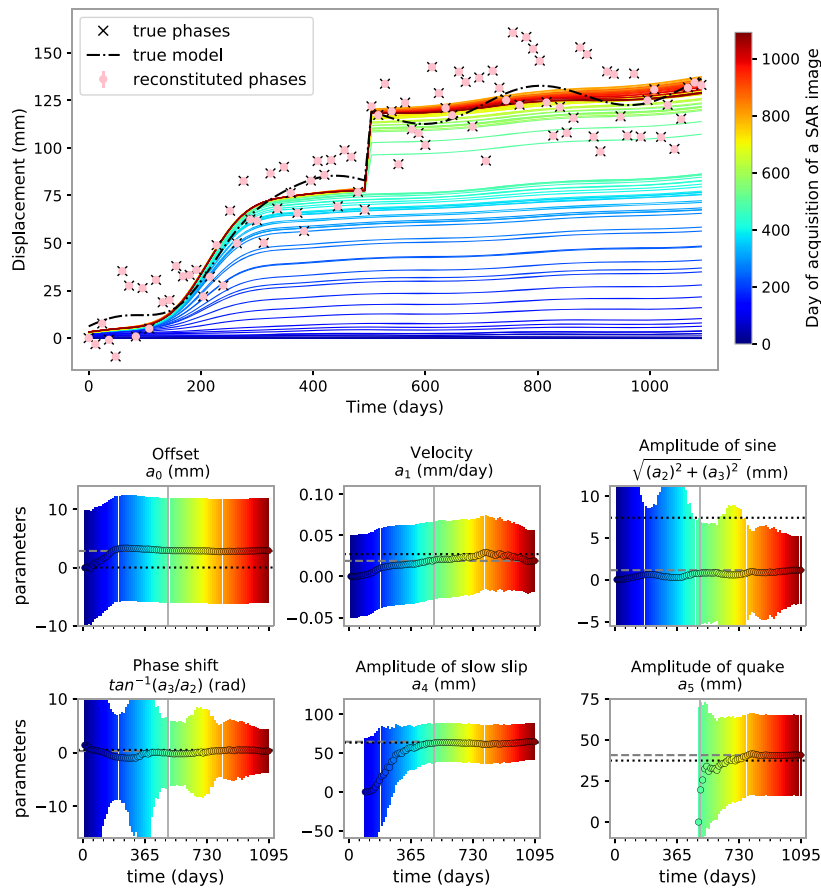 true phases
true model
reconstituted phases
Displacement (mm)
150
125
100
75
50
25
0
0 200 400 600 800 1000
Time (days)
1000
800
600
400
200
0
Day of acquisition of a SAR image
Offset
a₀ (mm)
Velocity
a₁ (mm/day)
Amplitude of sine
√((a₂)² + (a₃)²) (mm)
parameters
10
0
−10
0.10
0.05
0.00
−0.05
10
5
0
−5
Phase shift
tan⁻¹(a₃/a₂) (rad)
Amplitude of slow slip
a₄ (mm)
Amplitude of quake
a₅ (mm)
parameters
10
0
−10
100
50
0
−50
75
50
25
0
0 365 730 1095
0 365 730 1095
0 365 730 1095
time (days)
time (days)
time (days)